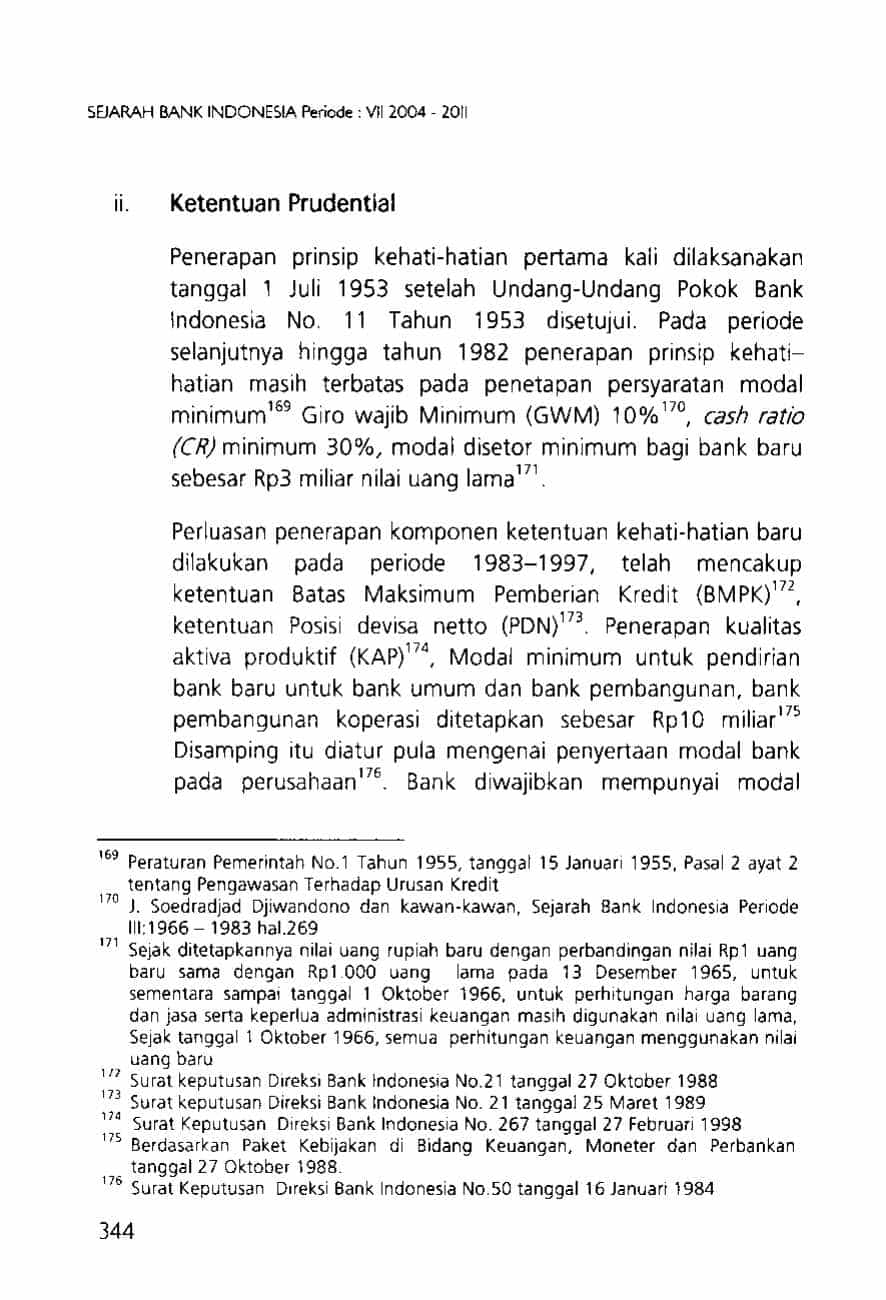 SEJARAH BANK INDONESIA Periode : VII 2004 - 2011
ii. Ketentuan Prudential
Penerapan prinsip kehati-hatian pertama kali dilaksanakan
tanggal 1 Juli 1953 setelah Undang-Undang Pokok Bank
Indonesia No. 11 Tahun 1953 disetujui. Pada periode
selanjutnya hingga tahun 1982 penerapan prinsip kehati–
hatian masih terbatas pada penetapan persyaratan modal
minimum¹⁶⁹ Giro wajib Minimum (GWM) 10%¹⁷⁰, cash ratio
(CR) minimum 30%, modal disetor minimum bagi bank baru
sebesar Rp3 miliar nilai uang lama¹⁷¹.
Perluasan penerapan komponen ketentuan kehati-hatian baru
dilakukan pada periode 1983–1997, telah mencakup
ketentuan Batas Maksimum Pemberian Kredit (BMPK)¹⁷²,
ketentuan Posisi devisa netto (PDN)¹⁷³. Penerapan kualitas
aktiva produktif (KAP)¹⁷⁴, Modal minimum untuk pendirian
bank baru untuk bank umum dan bank pembangunan, bank
pembangunan koperasi ditetapkan sebesar Rp10 miliar¹⁷⁵
Disamping itu diatur pula mengenai penyertaan modal bank
pada perusahaan¹⁷⁶. Bank diwajibkan mempunyai modal
¹⁶⁹ Peraturan Pemerintah No.1 Tahun 1955, tanggal 15 Januari 1955, Pasal 2 ayat 2
tentang Pengawasan Terhadap Urusan Kredit
¹⁷⁰ J. Soedradjad Djiwandono dan kawan-kawan, Sejarah Bank Indonesia Periode
III:1966 – 1983 hal.269
¹⁷¹ Sejak ditetapkannya nilai uang rupiah baru dengan perbandingan nilai Rp1 uang
baru sama dengan Rp1.000 uang lama pada 13 Desember 1965, untuk
sementara sampai tanggal 1 Oktober 1966, untuk perhitungan harga barang
dan jasa serta keperlua administrasi keuangan masih digunakan nilai uang lama,
Sejak tanggal 1 Oktober 1966, semua perhitungan keuangan menggunakan nilai
uang baru
¹⁷² Surat keputusan Direksi Bank Indonesia No.21 tanggal 27 Oktober 1988
¹⁷³ Surat keputusan Direksi Bank Indonesia No. 21 tanggal 25 Maret 1989
¹⁷⁴ Surat Keputusan Direksi Bank Indonesia No. 267 tanggal 27 Februari 1998
¹⁷⁵ Berdasarkan Paket Kebijakan di Bidang Keuangan, Moneter dan Perbankan
tanggal 27 Oktober 1988.
¹⁷⁶ Surat Keputusan Direksi Bank Indonesia No.50 tanggal 16 Januari 1984
344